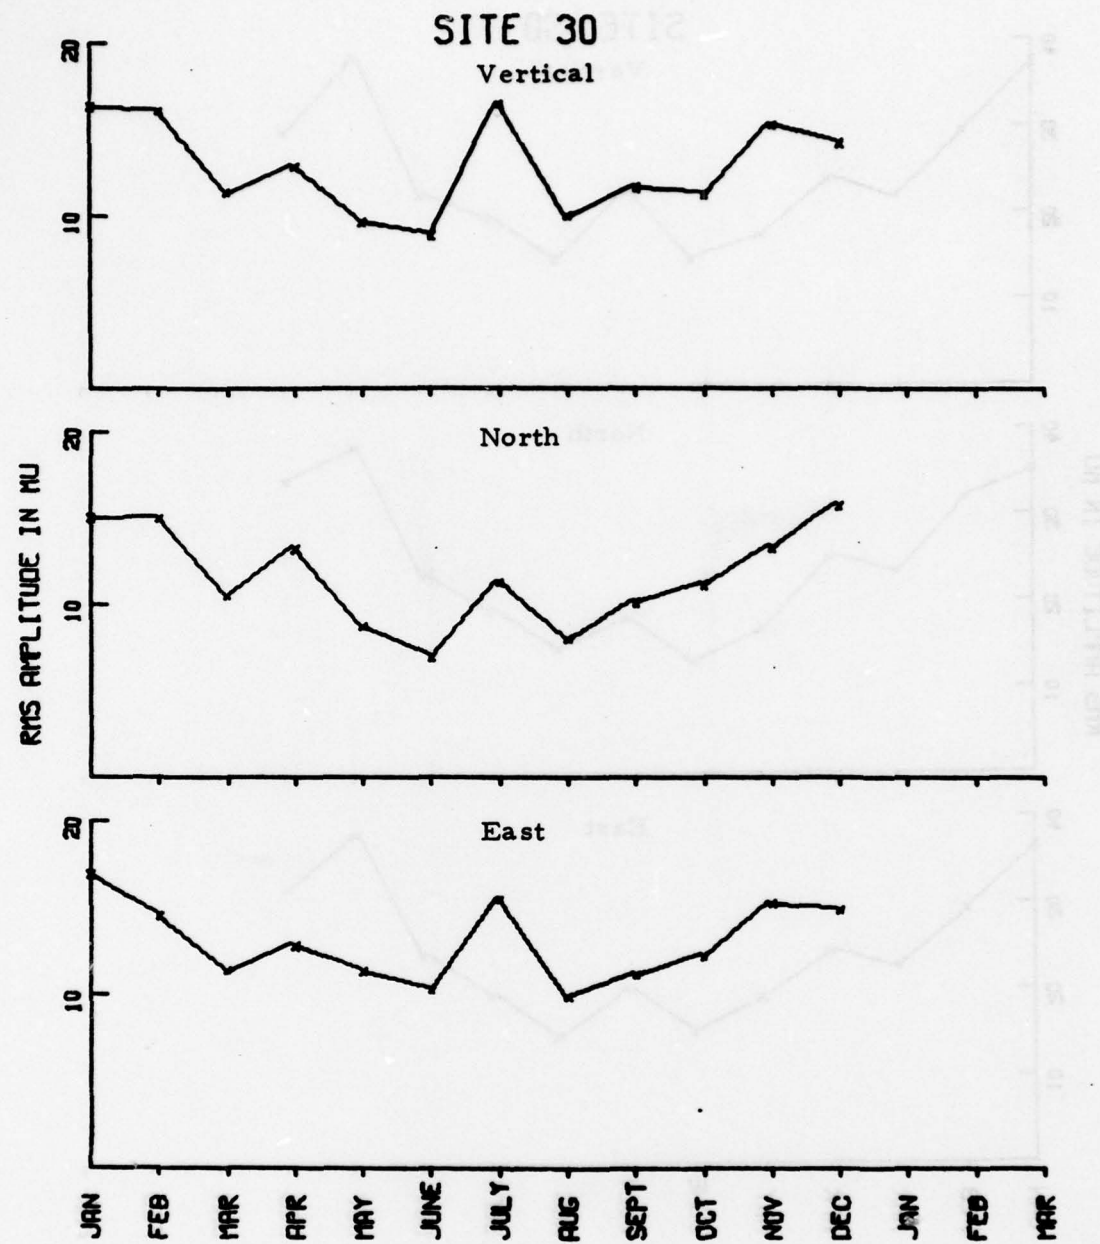 SITE 30
Vertical
20
10
North
20
10
RMS AMPLITUDE IN MU
East
20
10
JAN FEB MAR APR MAY JUNE JULY AUG SEPT OCT NOV DEC JAN FEB MAR